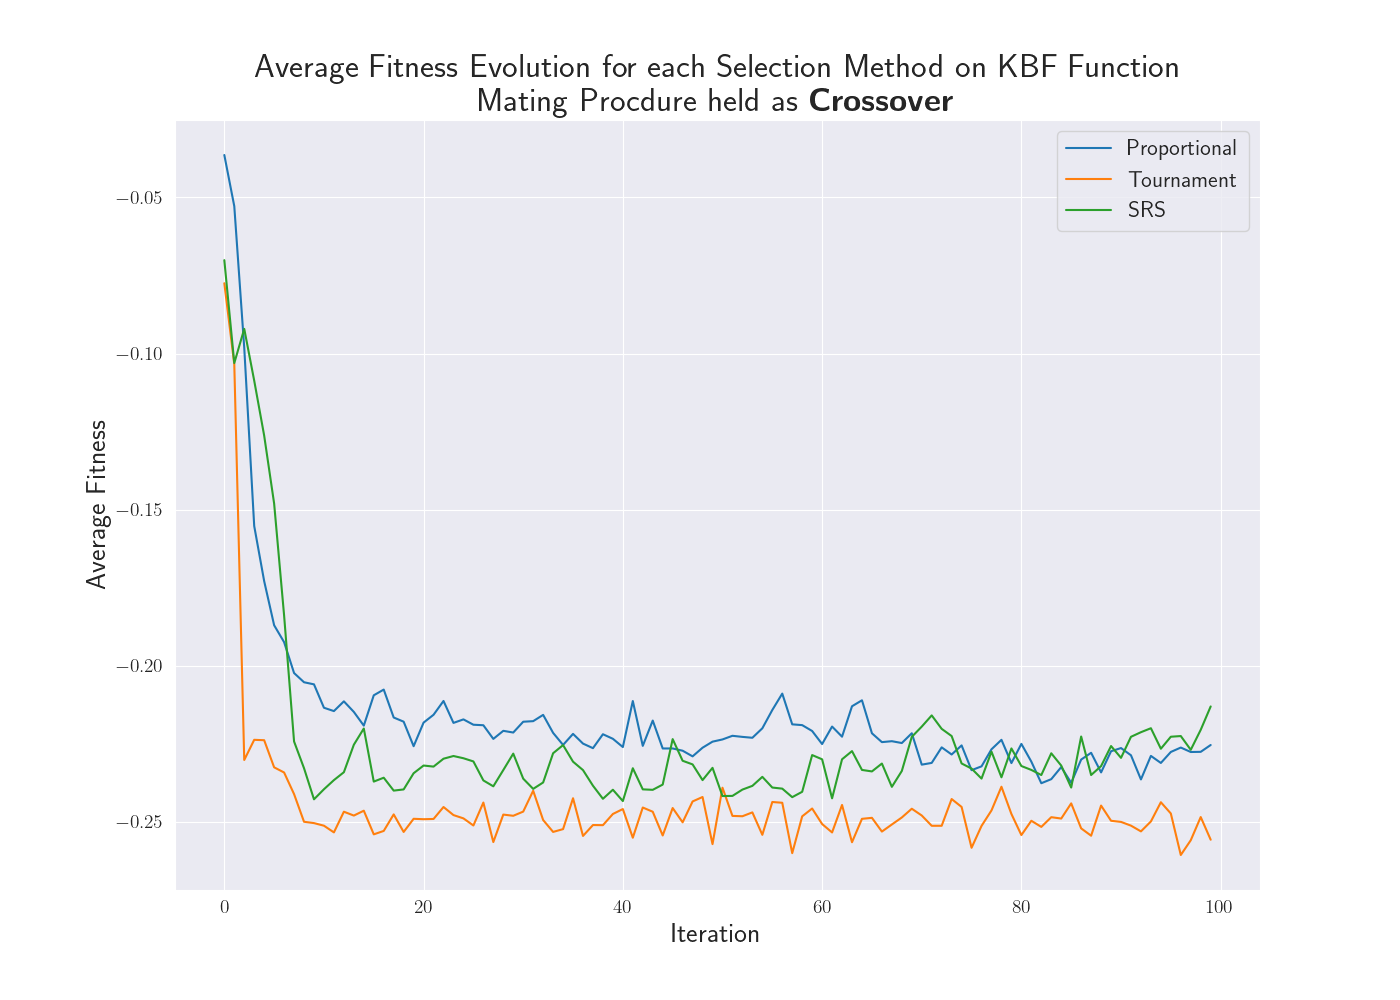 Average Fitness Evolution for each Selection Method on KBF Function
Mating Procdure held as Crossover
Proportional
Tournament
SRS
−0.05
−0.10
−0.15
−0.20
−0.25
Average Fitness
0 20 40 60 80 100
Iteration